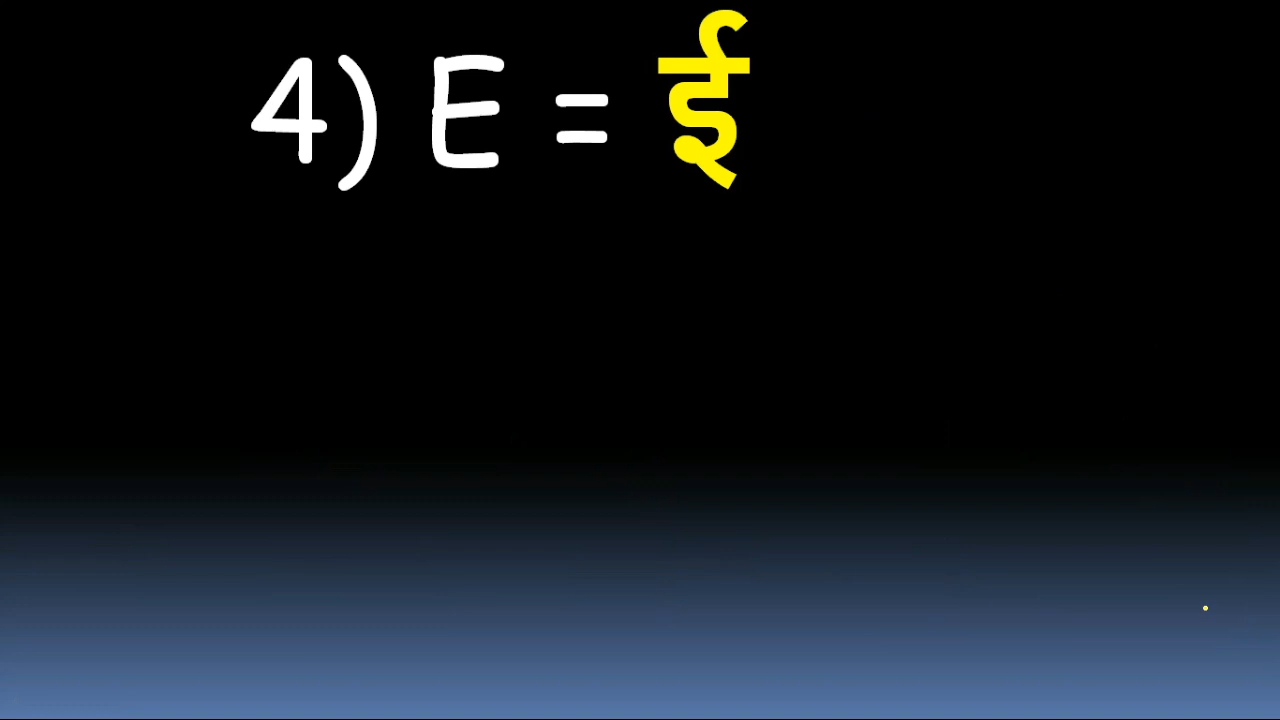 4) E = ई